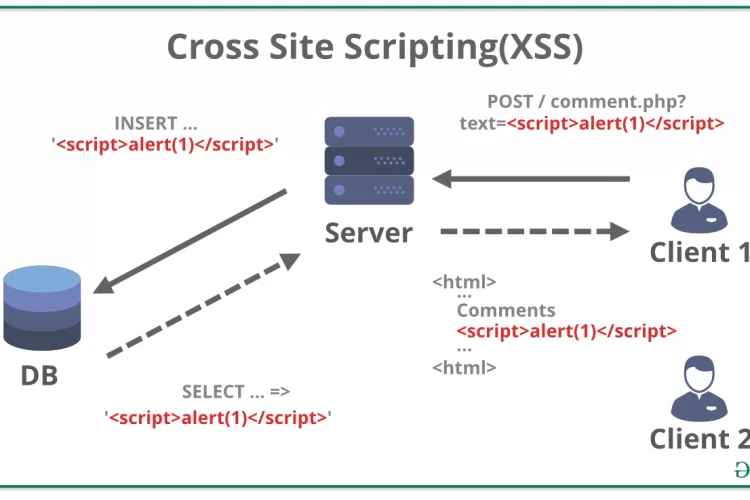 Cross Site Scripting(XSS)
POST / comment.php?
text=<script>alert(1)</script>
INSERT ...
'<script>alert(1)</script>'
Server
Client 1
<html>
...
Comments
<script>alert(1)</script>
...
<html>
DB
SELECT ... =>
'<script>alert(1)</script>'
Client 2